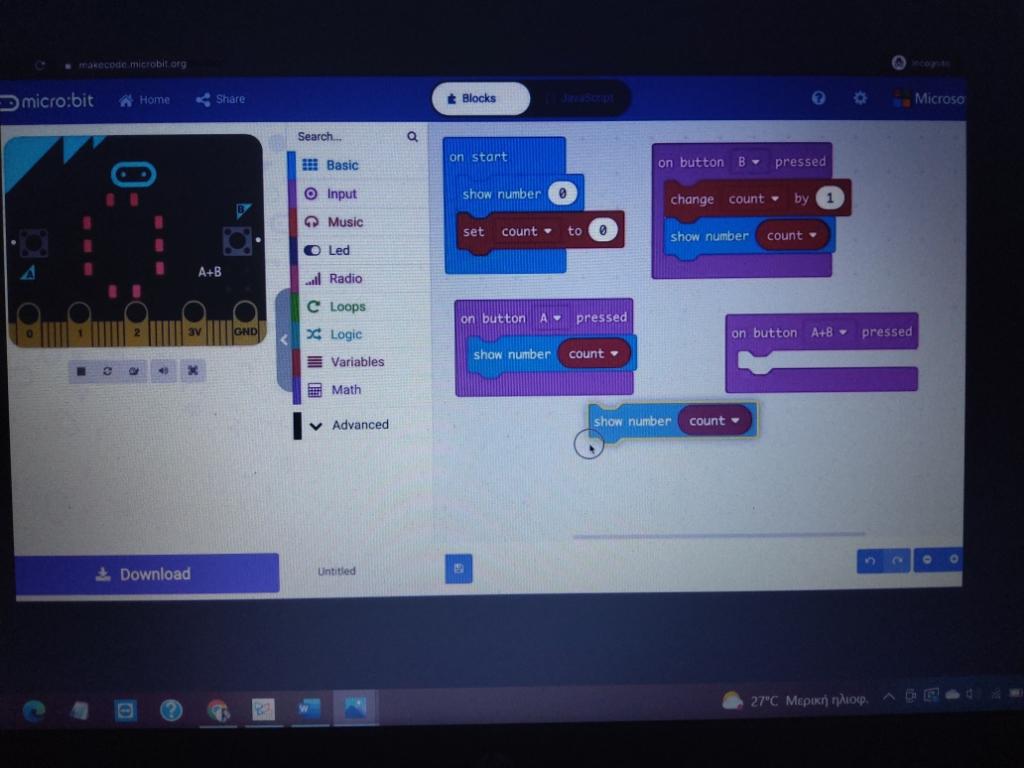 makecode.microbit.org
Incognito
micro:bit Home Share Blocks JavaScript Microso
Search...
Basic
Input
Music
Led
Radio
Loops
Logic
Variables
Math
Advanced
B
A
A+B
0 1 2 3V GND
on start
show number 0
set count to 0
on button B pressed
change count by 1
show number count
on button A pressed
show number count
on button A+B pressed
show number count
Download
Untitled
27°C Μερική ηλιοφ.